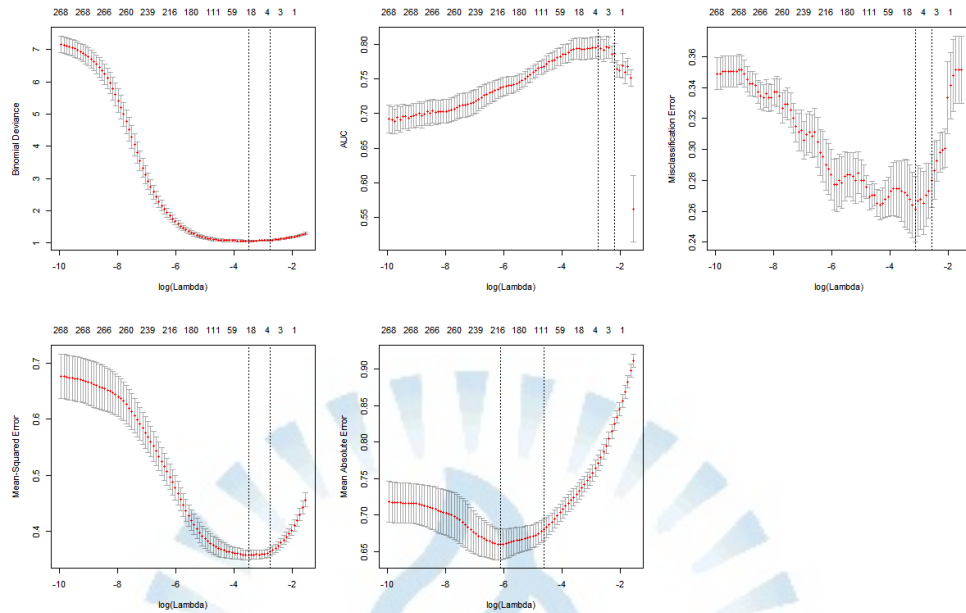 268 268 266 260 239 216 180 111 59 18 4 3 1
Binomial Deviance
7
6
5
4
3
2
1
-10 -8 -6 -4 -2
log(Lambda)
268 268 266 260 239 216 180 111 59 18 4 3 1
AUC
0.80
0.75
0.70
0.65
0.60
0.55
-10 -8 -6 -4 -2
log(Lambda)
268 268 266 260 239 216 180 111 59 18 4 3 1
Misclassification Error
0.36
0.34
0.32
0.30
0.28
0.26
0.24
-10 -8 -6 -4 -2
log(Lambda)
268 268 266 260 239 216 180 111 59 18 4 3 1
Mean-Squared Error
0.7
0.6
0.5
0.4
-10 -8 -6 -4 -2
log(Lambda)
268 268 266 260 239 216 180 111 59 18 4 3 1
Mean Absolute Error
0.90
0.85
0.80
0.75
0.70
0.65
-10 -8 -6 -4 -2
log(Lambda)